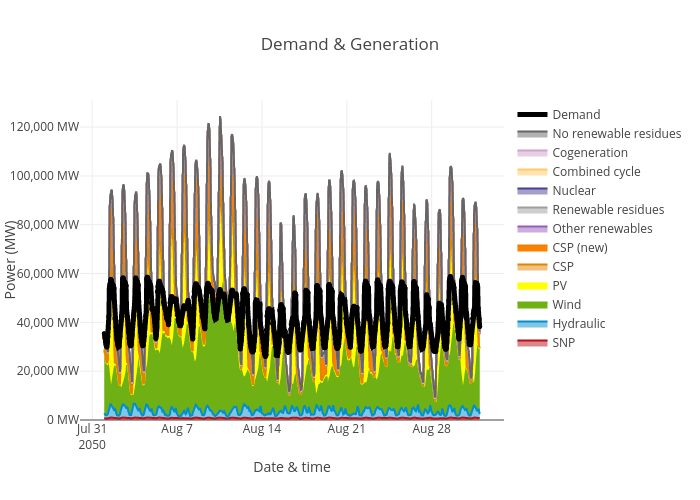 Demand & Generation
120,000 MW
100,000 MW
80,000 MW
60,000 MW
40,000 MW
20,000 MW
0 MW
Power (MW)
Jul 31
2050
Aug 7
Aug 14
Aug 21
Aug 28
Date & time
Demand
No renewable residues
Cogeneration
Combined cycle
Nuclear
Renewable residues
Other renewables
CSP (new)
CSP
PV
Wind
Hydraulic
SNP